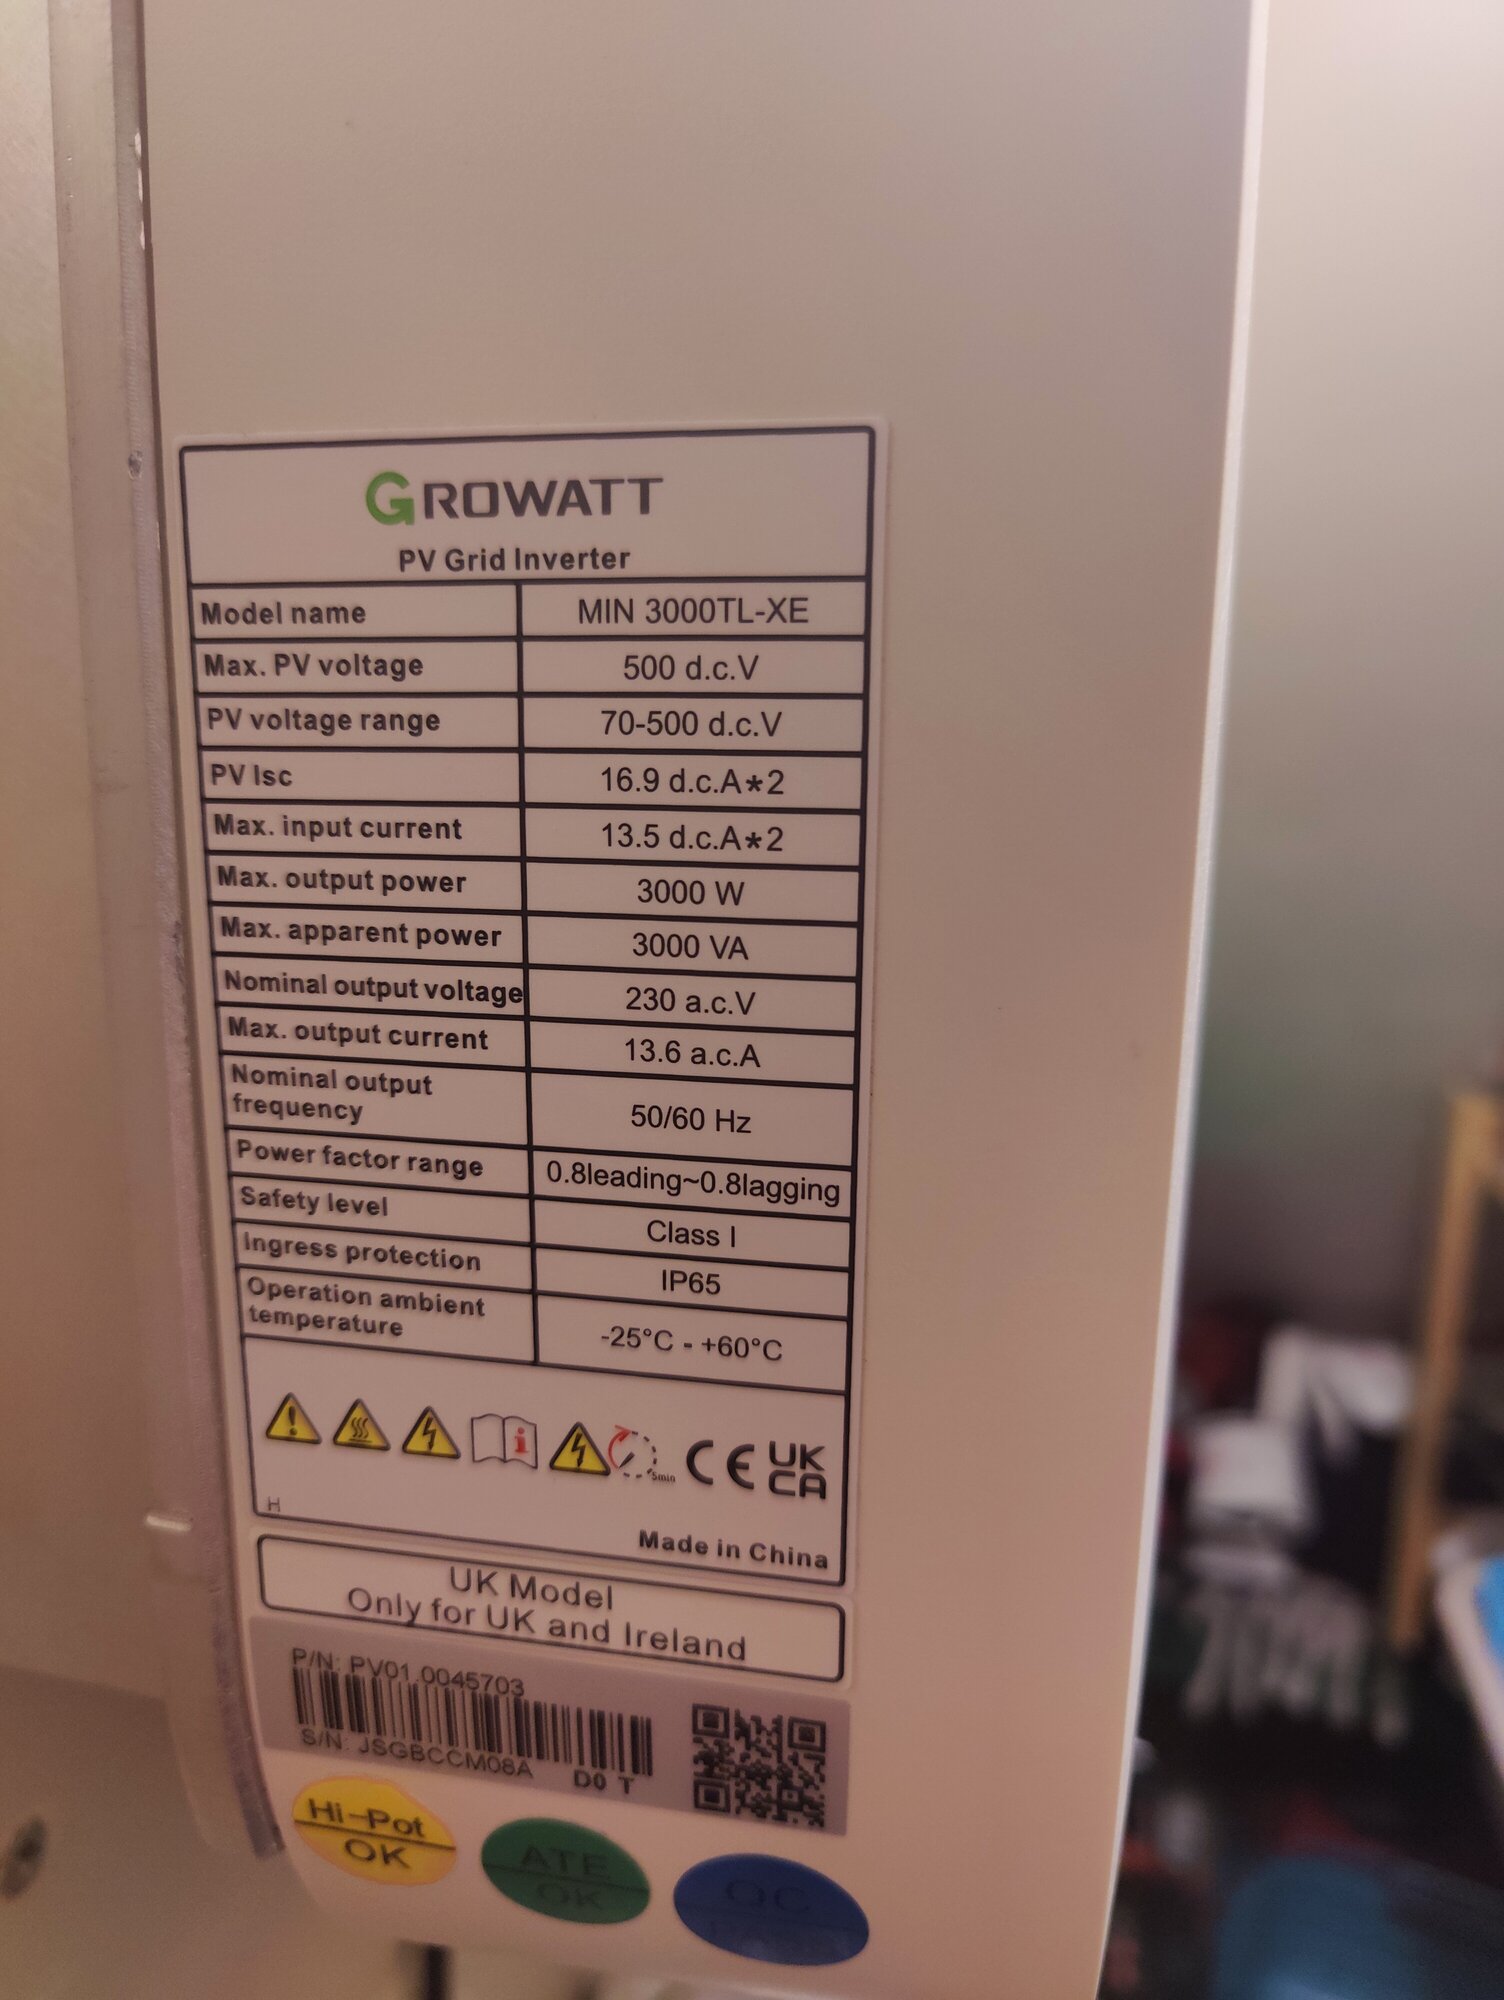 GROWATT
PV Grid Inverter
Model name MIN 3000TL-XE
Max. PV voltage 500 d.c.V
PV voltage range 70-500 d.c.V
PV Isc 16.9 d.c.A*2
Max. input current 13.5 d.c.A*2
Max. output power 3000 W
Max. apparent power 3000 VA
Nominal output voltage 230 a.c.V
Max. output current 13.6 a.c.A
Nominal output
frequency 50/60 Hz
Power factor range 0.8leading~0.8lagging
Safety level Class I
Ingress protection IP65
Operation ambient
temperature -25°C - +60°C
i
5min
CE
UK
CA
H
Made in China
UK Model
Only for UK and Ireland
P/N: PV01.0045703
S/N: JSGBCCM08A D0 T
Hi-Pot
OK
ATE
OK
QC